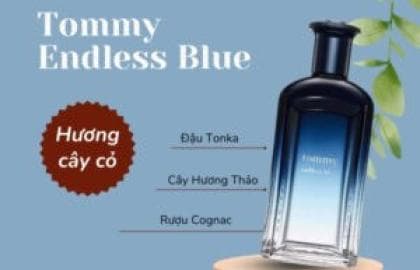 Tommy
Endless Blue
Hương
cây cỏ
Đậu Tonka
Cây Hương Thảo
Rượu Cognac
TOMMY